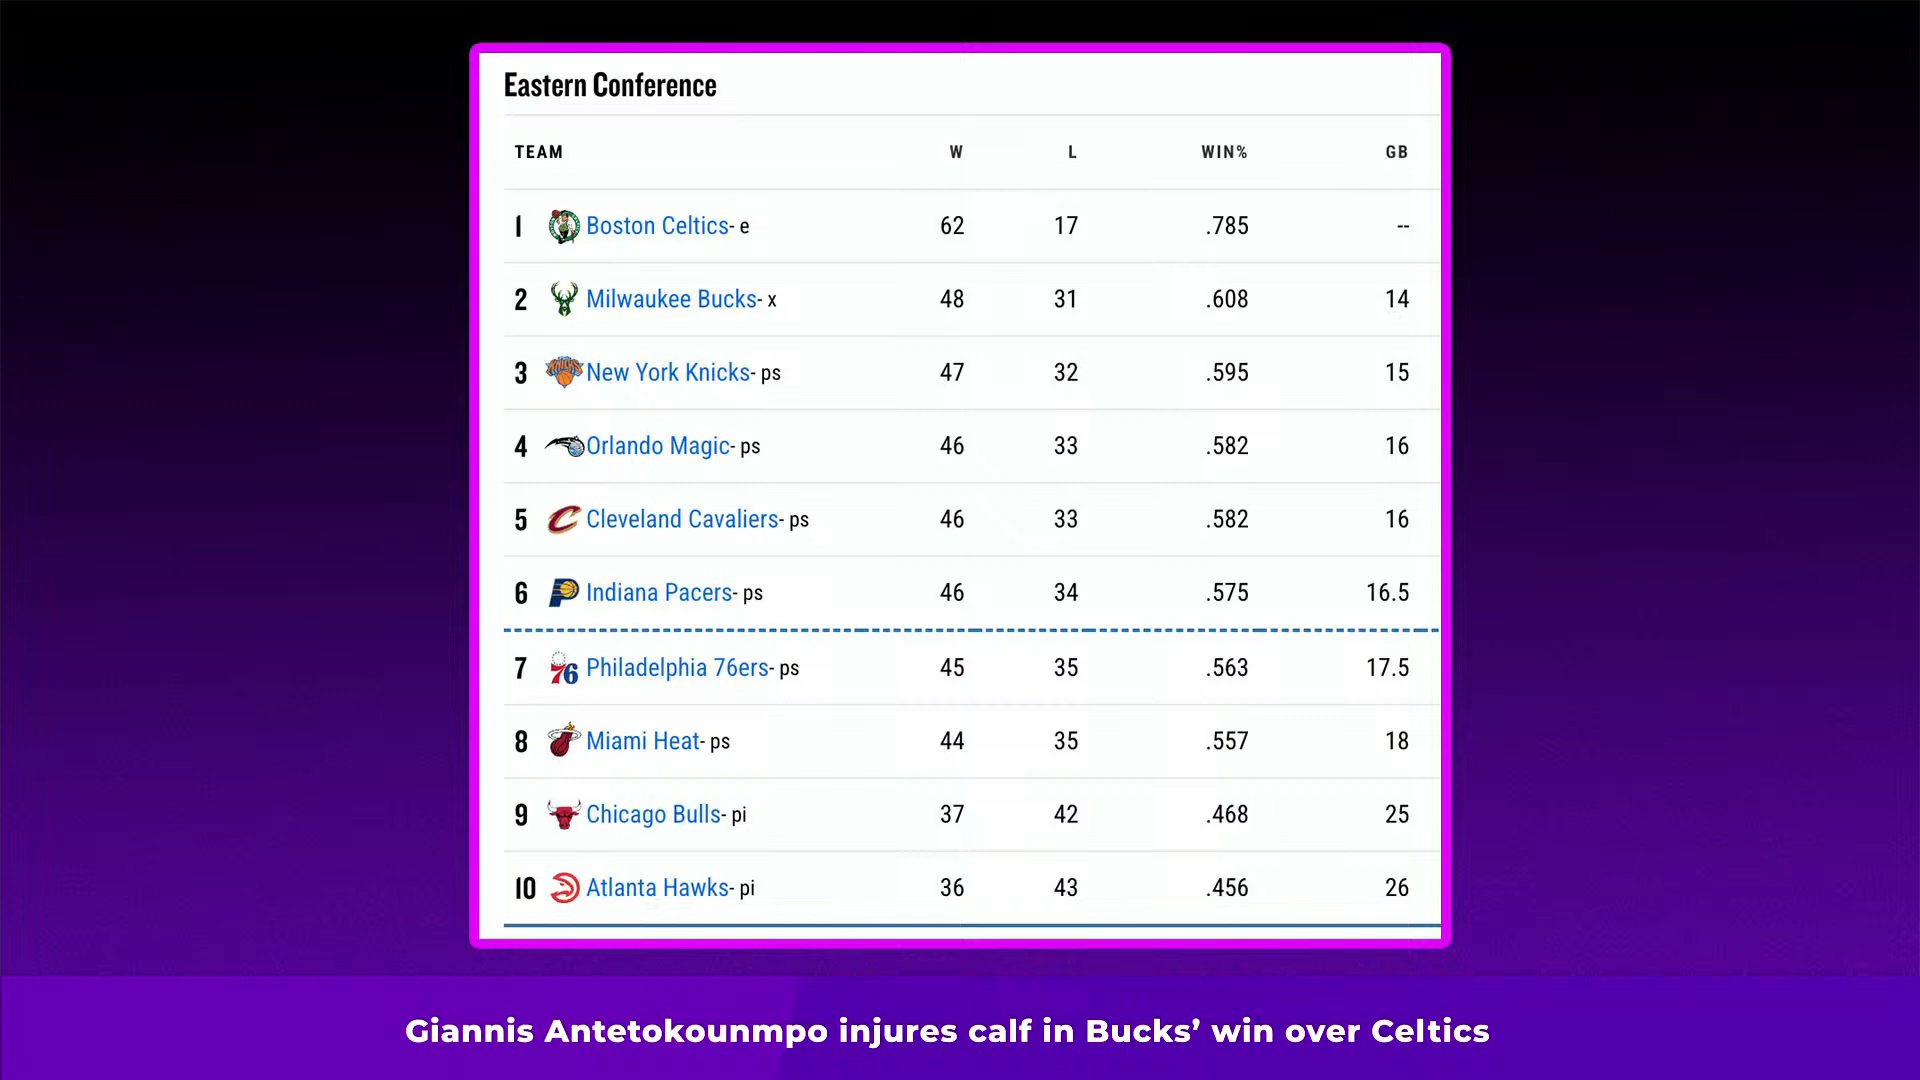 Eastern Conference
TEAM W L WIN% GB
1 Boston Celtics- e 62 17 .785 --
2 Milwaukee Bucks- x 48 31 .608 14
3 KNICKS New York Knicks- ps 47 32 .595 15
4 Orlando Magic- ps 46 33 .582 16
5 C Cleveland Cavaliers- ps 46 33 .582 16
6 P Indiana Pacers- ps 46 34 .575 16.5
7 76 Philadelphia 76ers- ps 45 35 .563 17.5
8 Miami Heat- ps 44 35 .557 18
9 Chicago Bulls- pi 37 42 .468 25
10 Atlanta Hawks- pi 36 43 .456 26
Giannis Antetokounmpo injures calf in Bucks’ win over Celtics